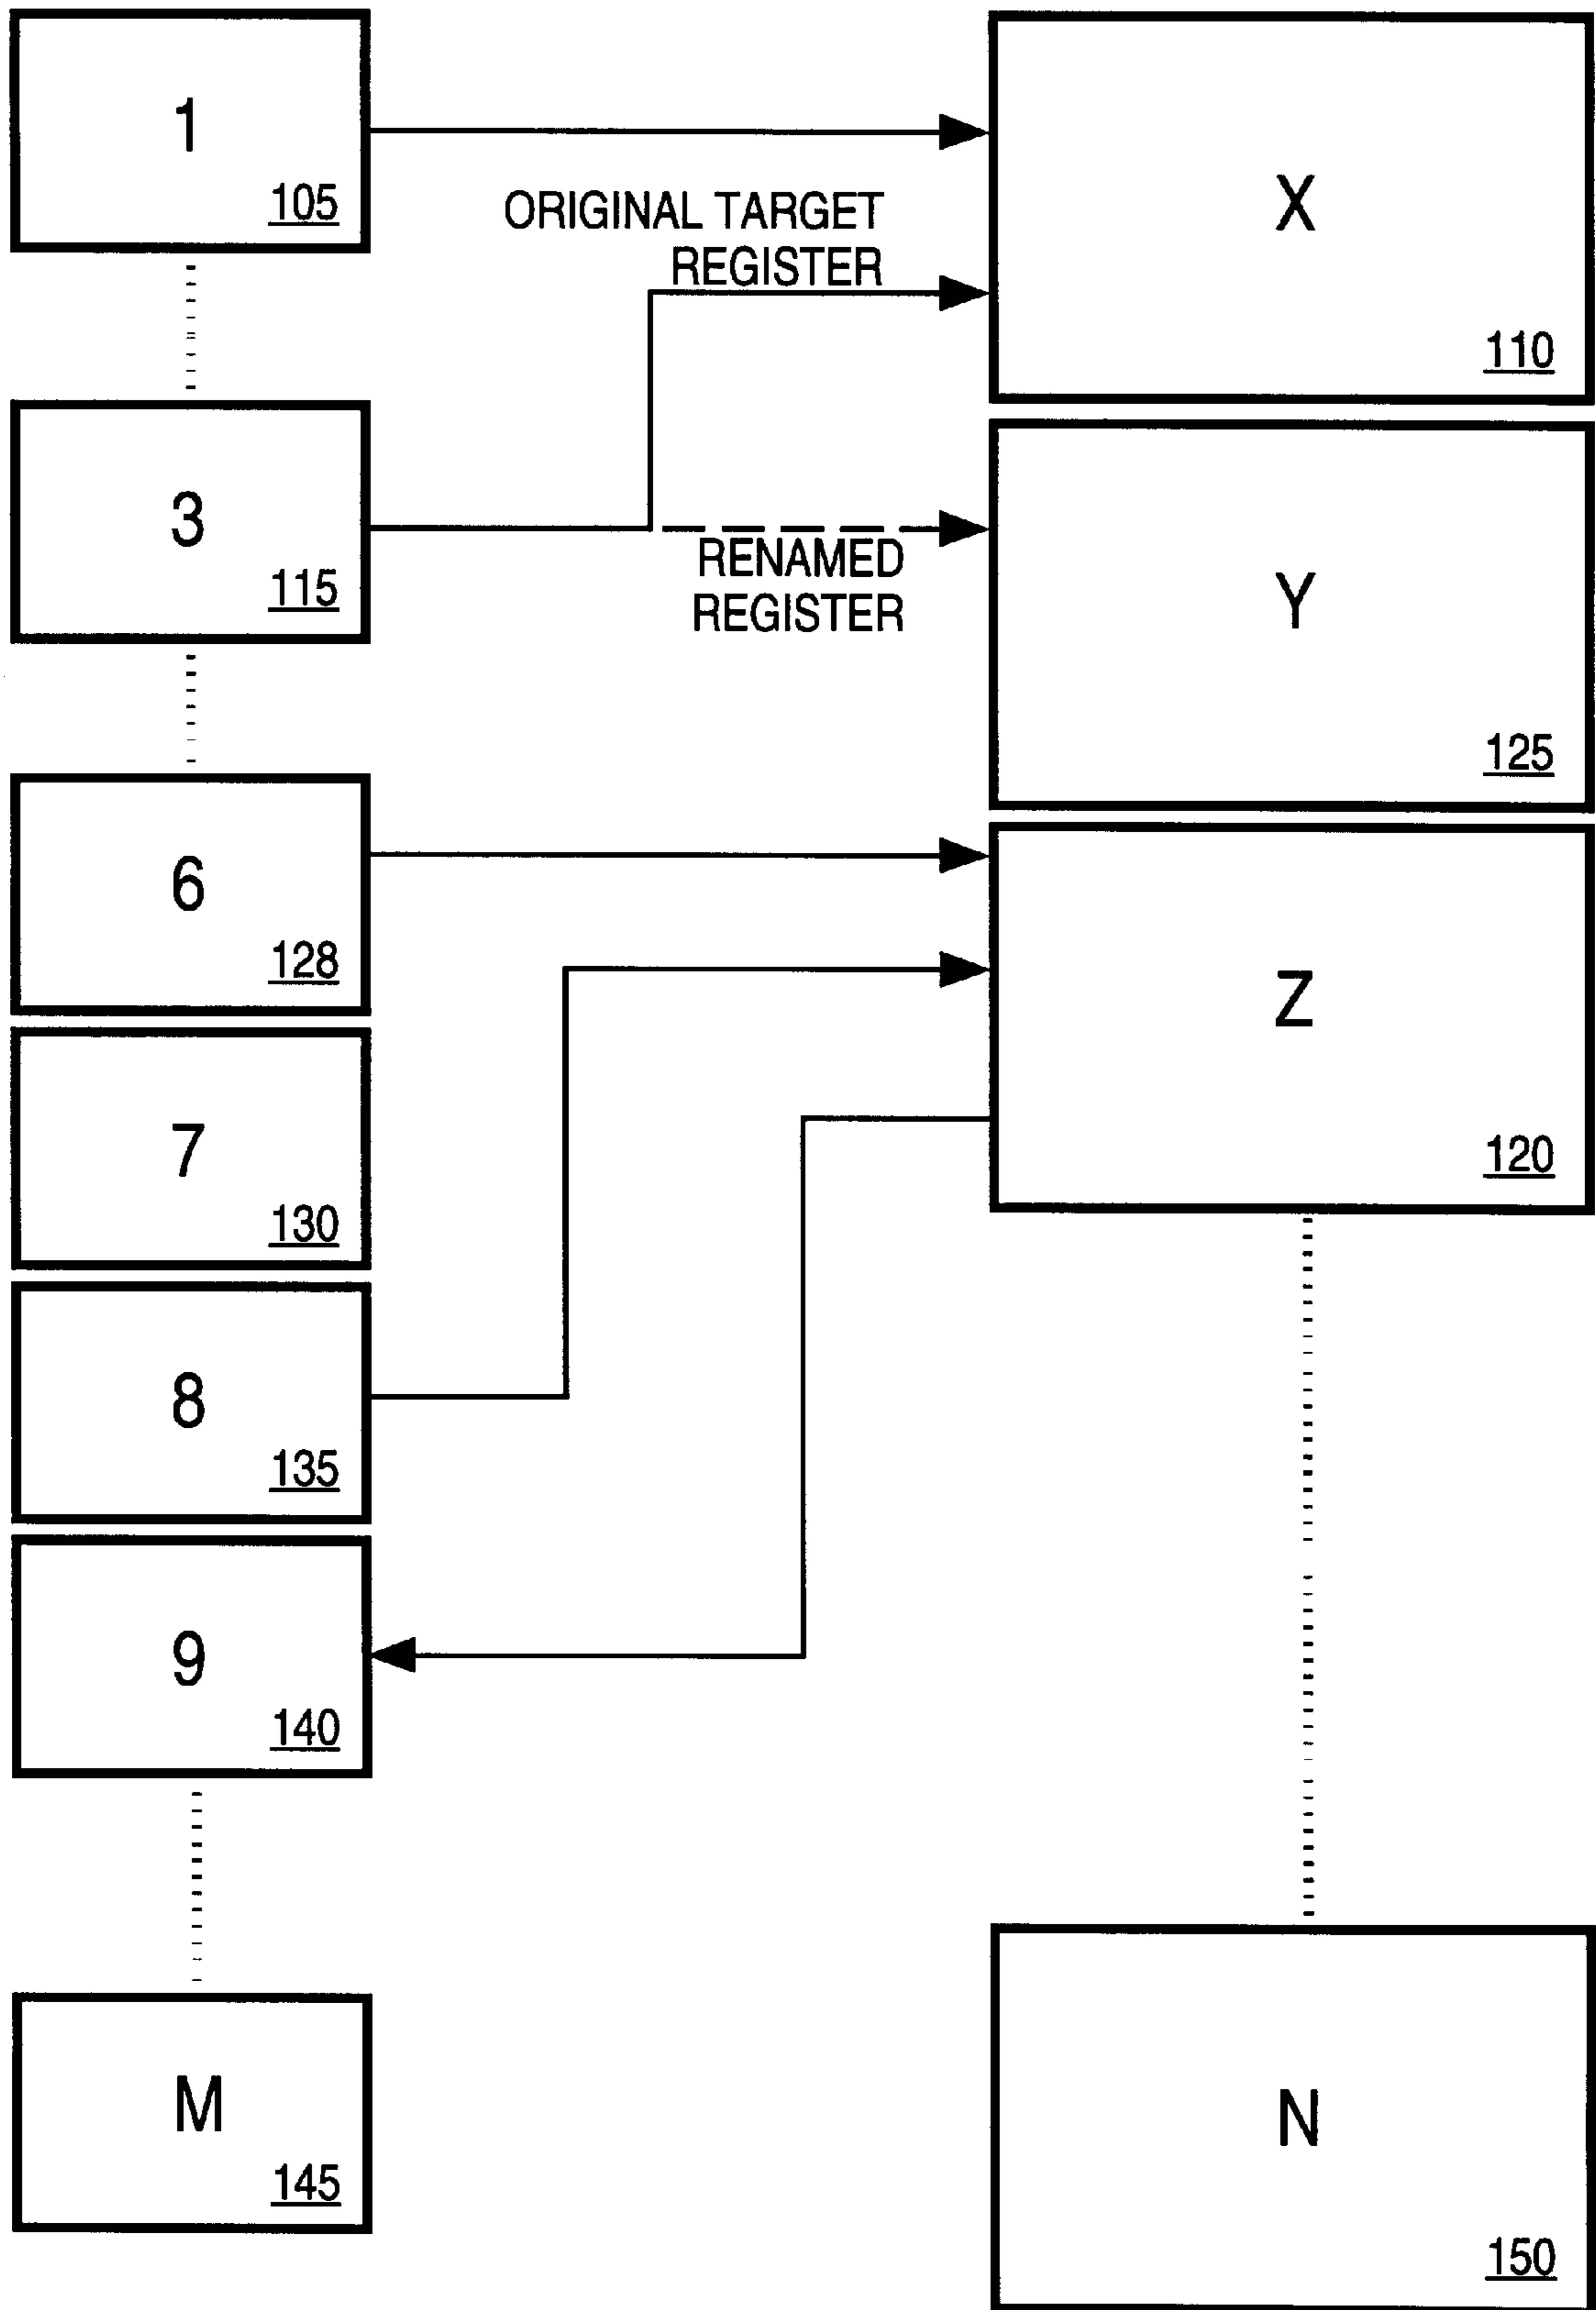 1
105
X
110
ORIGINAL TARGET
REGISTER
3
115
RENAMED
REGISTER
Y
125
6
128
Z
120
7
130
8
135
9
140
M
145
N
150